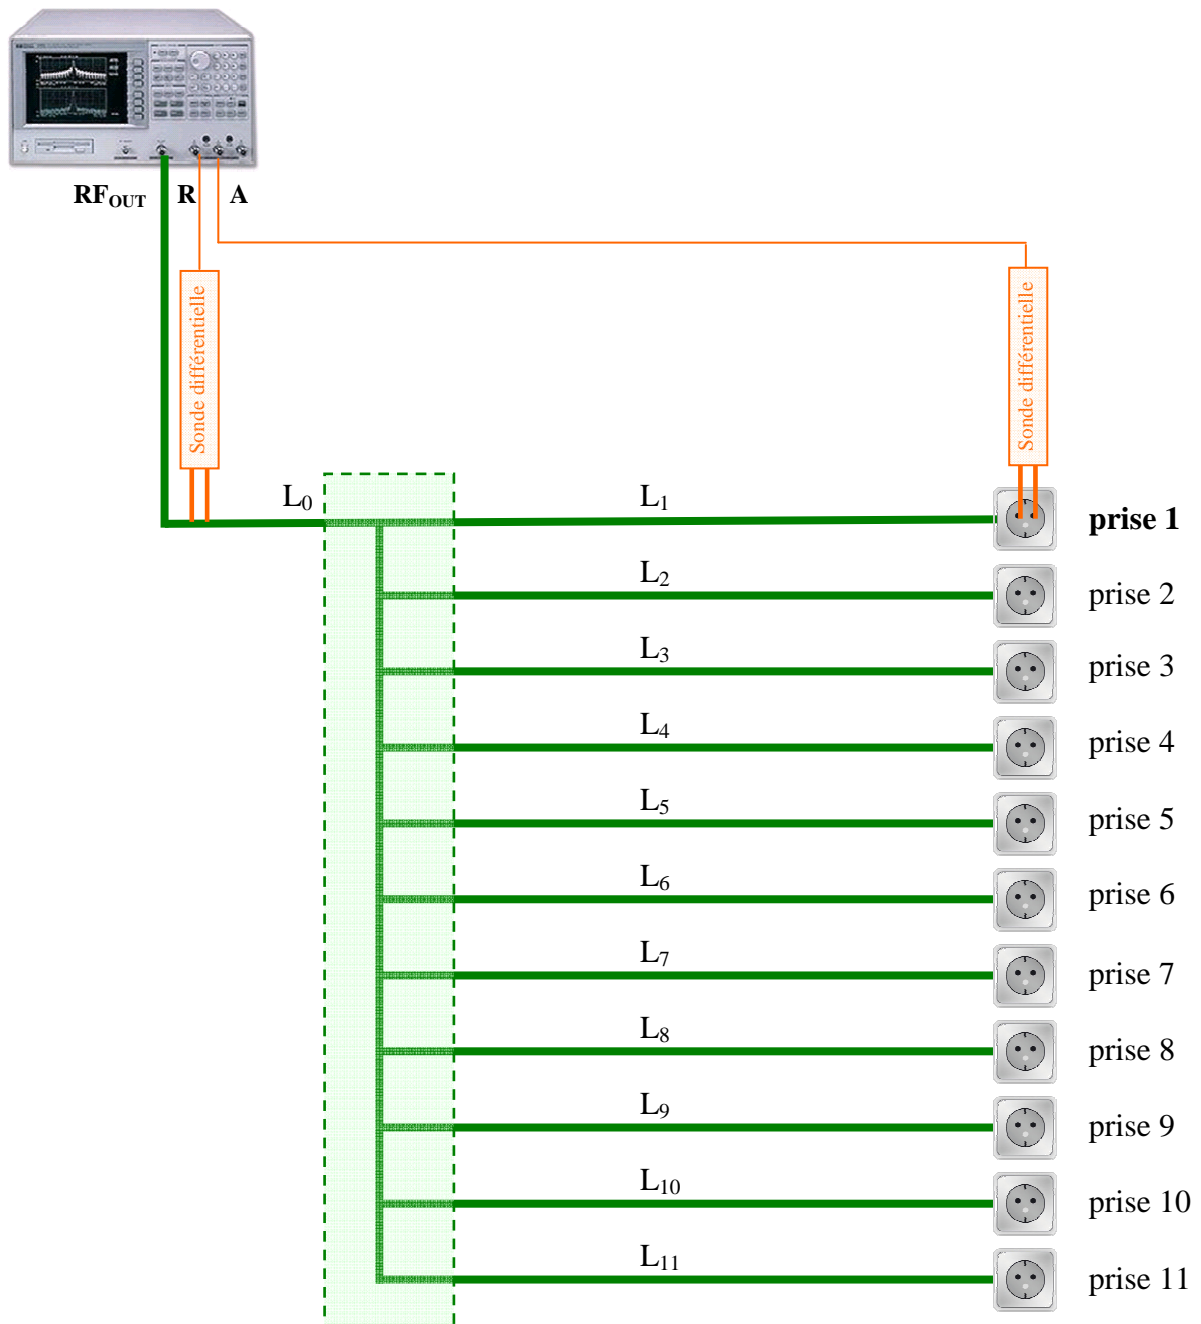 RF_OUT R A
Sonde différentielle
Sonde différentielle
L₀
L₁
prise 1
L₂
prise 2
L₃
prise 3
L₄
prise 4
L₅
prise 5
L₆
prise 6
L₇
prise 7
L₈
prise 8
L₉
prise 9
L₁₀
prise 10
L₁₁
prise 11